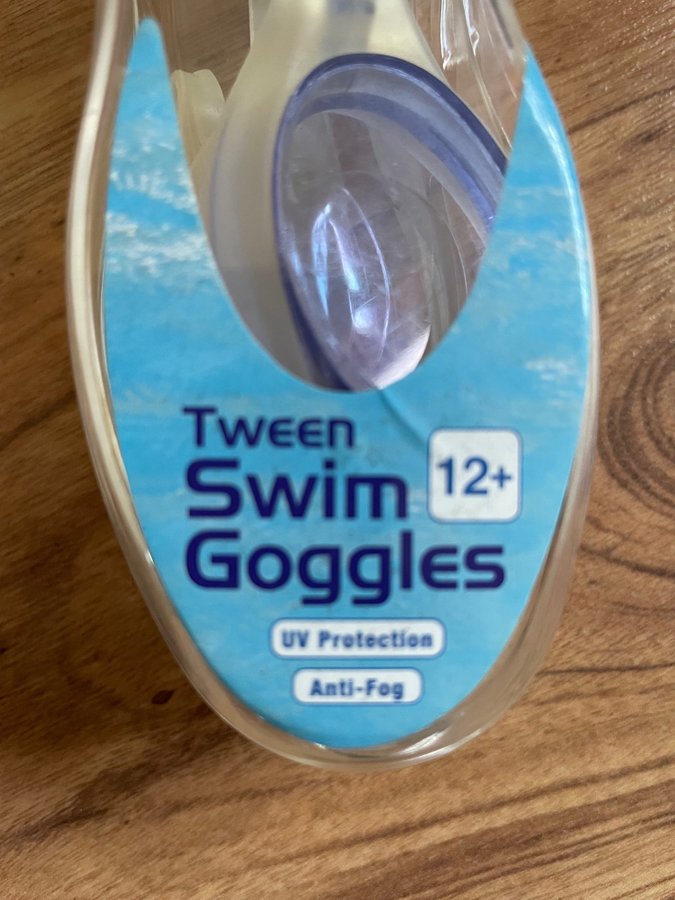 Tween
Swim
12+
Goggles
UV Protection
Anti-Fog